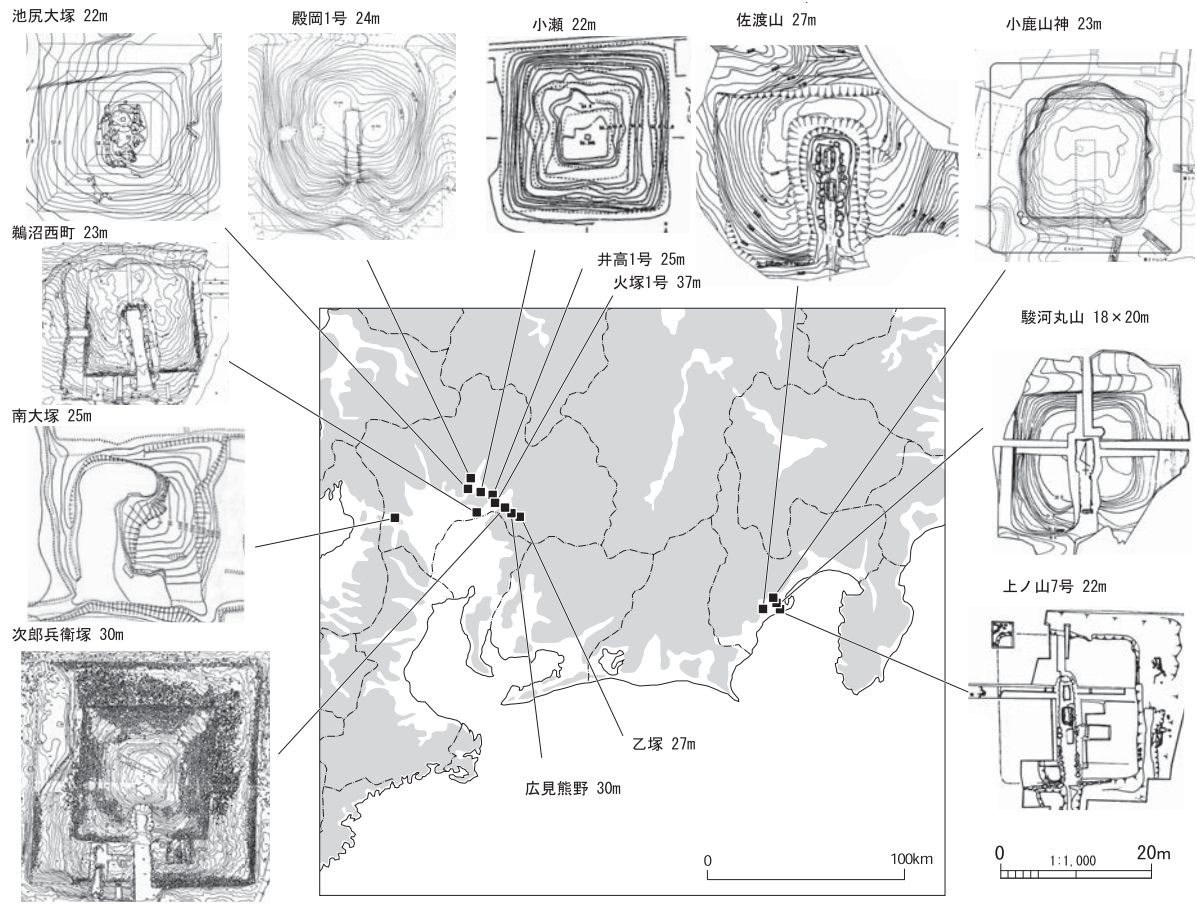 池尻大塚 22m
殿岡1号 24m
小瀬 22m
佐渡山 27m
小鹿山神 23m
鵜沼西町 23m
井高1号 25m
火塚1号 37m
駿河丸山 18×20m
南大塚 25m
上ノ山7号 22m
次郎兵衛塚 30m
乙塚 27m
広見熊野 30m
0 100km
0 1:1,000 20m